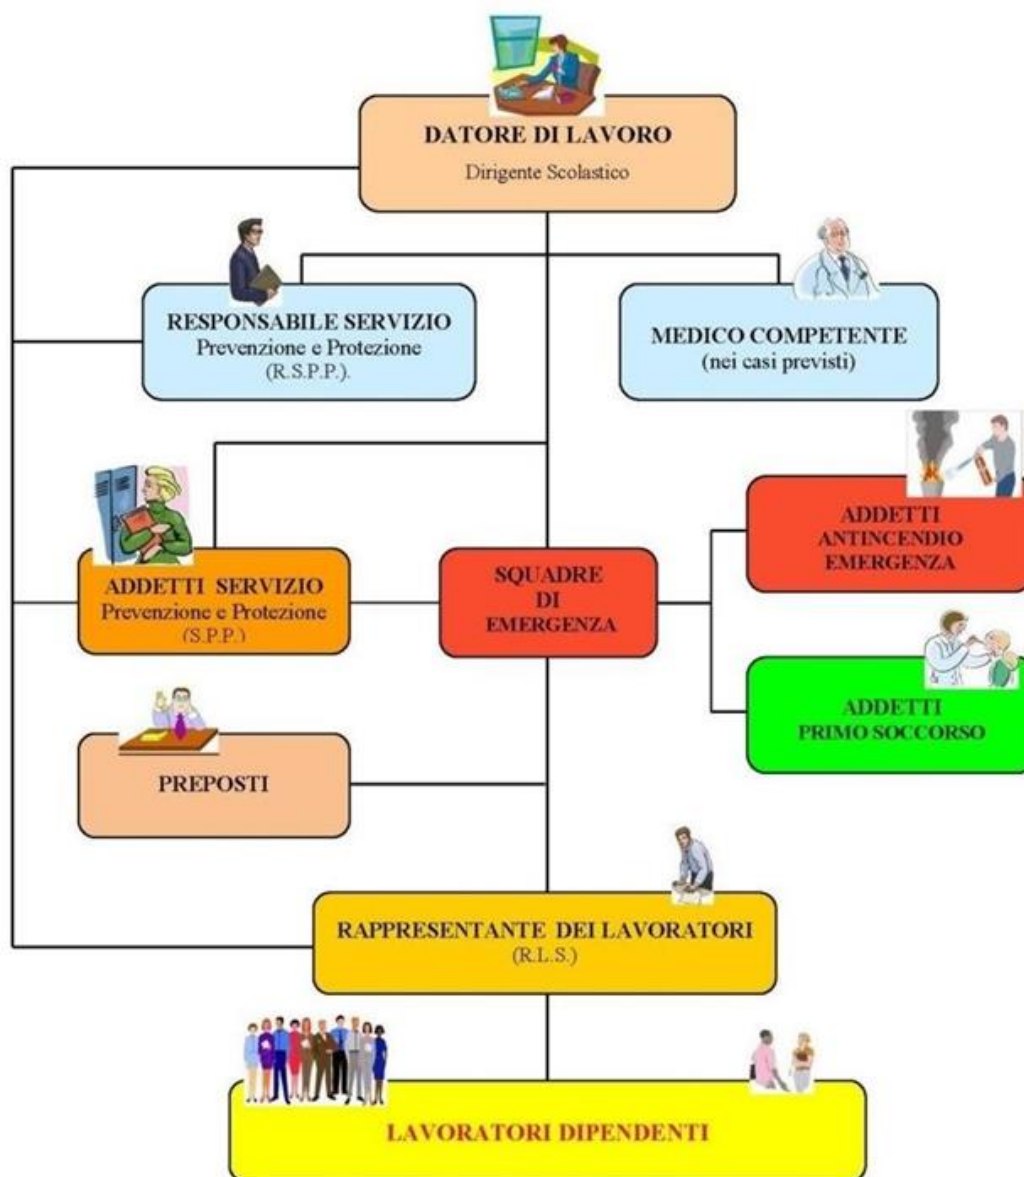 DATORE DI LAVORO
Dirigente Scolastico
RESPONSABILE SERVIZIO
Prevenzione e Protezione
(R.S.P.P.).
MEDICO COMPETENTE
(nei casi previsti)
ADDETTI
ANTINCENDIO
EMERGENZA
ADDETTI SERVIZIO
Prevenzione e Protezione
(S.P.P.)
SQUADRE
DI
EMERGENZA
ADDETTI
PRIMO SOCCORSO
PREPOSTI
RAPPRESENTANTE DEI LAVORATORI
(R.L.S.)
LAVORATORI DIPENDENTI